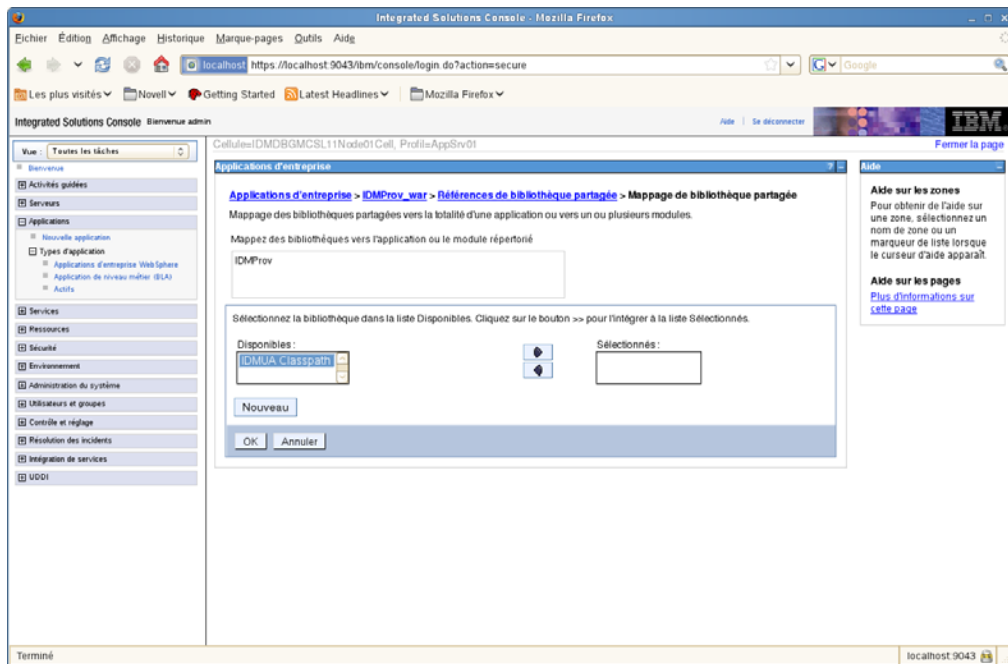 Integrated Solutions Console - Mozilla Firefox
Eichier Édition Affichage Historique Marque-pages Outils Aide
localhost https://localhost:9043/ibm/console/login.do?action=secure
Google
Les plus visités Novell Getting Started Latest Headlines Mozilla Firefox
Integrated Solutions Console Bienvenue admin
Aide | Se déconnecter
IBM.
Vue : Toutes les tâches
Bienvenue
Activités guidées
Serveurs
Applications
Nouvelle application
Types d'application
Applications d'entreprise WebSphere
Application de niveau métier (BLA)
Actifs
Services
Ressources
Sécurité
Environnement
Administration du système
Utilisateurs et groupes
Contrôle et réglage
Résolution des incidents
Intégration de services
UDDI
Cellule=IDMDBGMCSL11Node01Cell, Profil=AppSrv01
Fermer la page
Applications d'entreprise ? -
Applications d'entreprise > IDMProv_war > Références de bibliothèque partagée > Mappage de bibliothèque partagée
Mappage des bibliothèques partagées vers la totalité d'une application ou vers un ou plusieurs modules.
Mappez des bibliothèques vers l'application ou le module répertorié
IDMProv
Sélectionnez la bibliothèque dans la liste Disponibles. Cliquez sur le bouton >> pour l'intégrer à la liste Sélectionnés.
Disponibles :
IDMUA Classpath
Sélectionnés :
Nouveau
OK Annuler
Aide
Aide sur les zones
Pour obtenir de l'aide sur
une zone, sélectionnez un
nom de zone ou un
marqueur de liste lorsque
le curseur d'aide apparaît.
Aide sur les pages
Plus d'informations sur
cette page
Terminé
localhost:9043